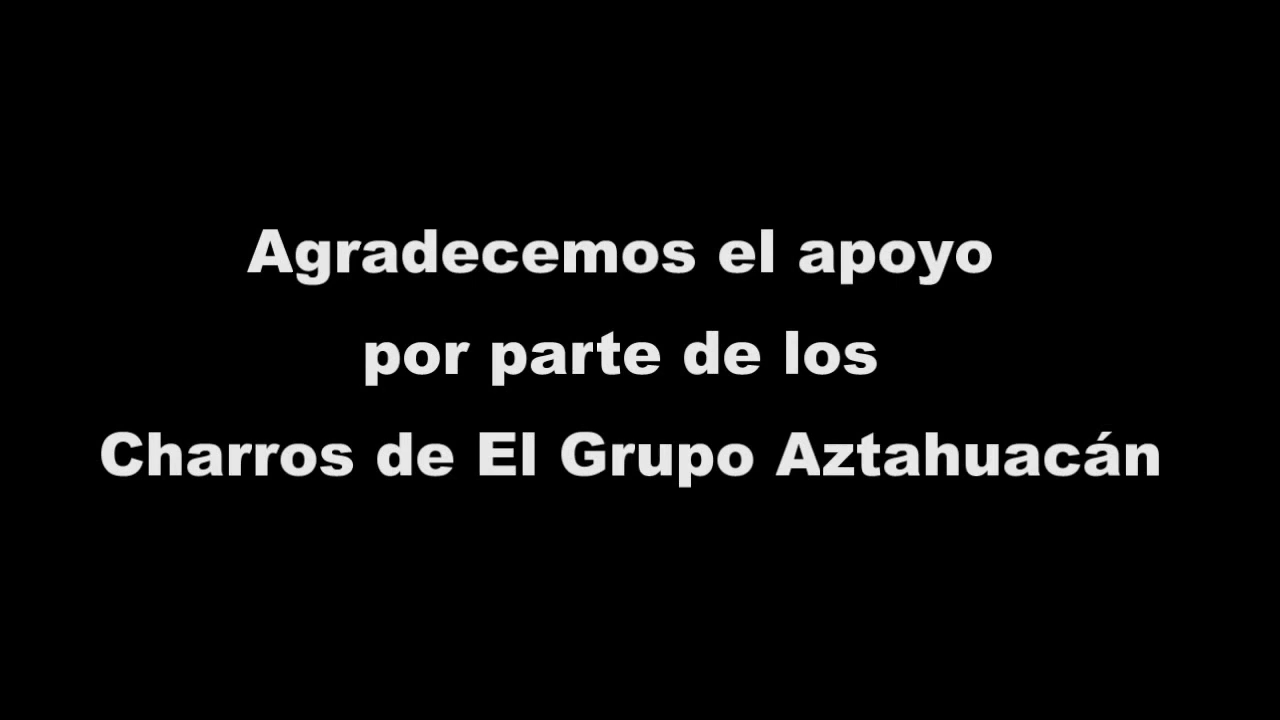 Agradecemos el apoyo
por parte de los
Charros de El Grupo Aztahuacán